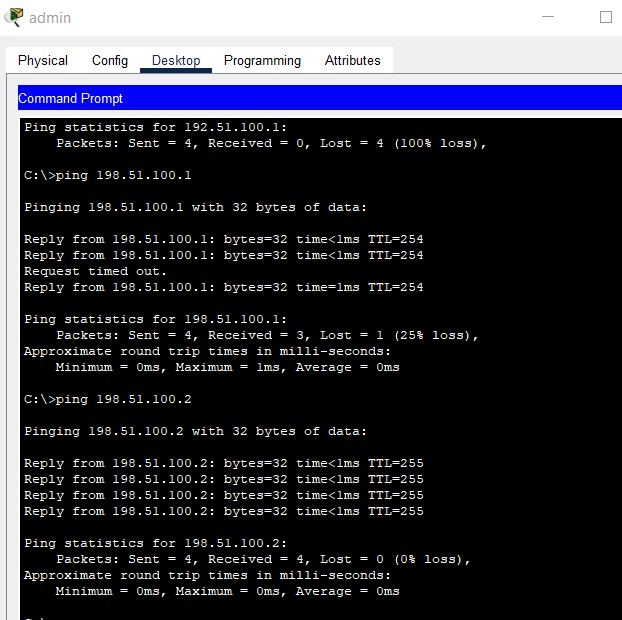 admin
Physical Config Desktop Programming Attributes
Command Prompt
Ping statistics for 192.51.100.1:
    Packets: Sent = 4, Received = 0, Lost = 4 (100% loss),
C:\>ping 198.51.100.1
Pinging 198.51.100.1 with 32 bytes of data:
Reply from 198.51.100.1: bytes=32 time<1ms TTL=254
Reply from 198.51.100.1: bytes=32 time<1ms TTL=254
Request timed out.
Reply from 198.51.100.1: bytes=32 time=1ms TTL=254
Ping statistics for 198.51.100.1:
    Packets: Sent = 4, Received = 3, Lost = 1 (25% loss),
Approximate round trip times in milli-seconds:
    Minimum = 0ms, Maximum = 1ms, Average = 0ms
C:\>ping 198.51.100.2
Pinging 198.51.100.2 with 32 bytes of data:
Reply from 198.51.100.2: bytes=32 time<1ms TTL=255
Reply from 198.51.100.2: bytes=32 time<1ms TTL=255
Reply from 198.51.100.2: bytes=32 time<1ms TTL=255
Reply from 198.51.100.2: bytes=32 time<1ms TTL=255
Ping statistics for 198.51.100.2:
    Packets: Sent = 4, Received = 4, Lost = 0 (0% loss),
Approximate round trip times in milli-seconds:
    Minimum = 0ms, Maximum = 0ms, Average = 0ms